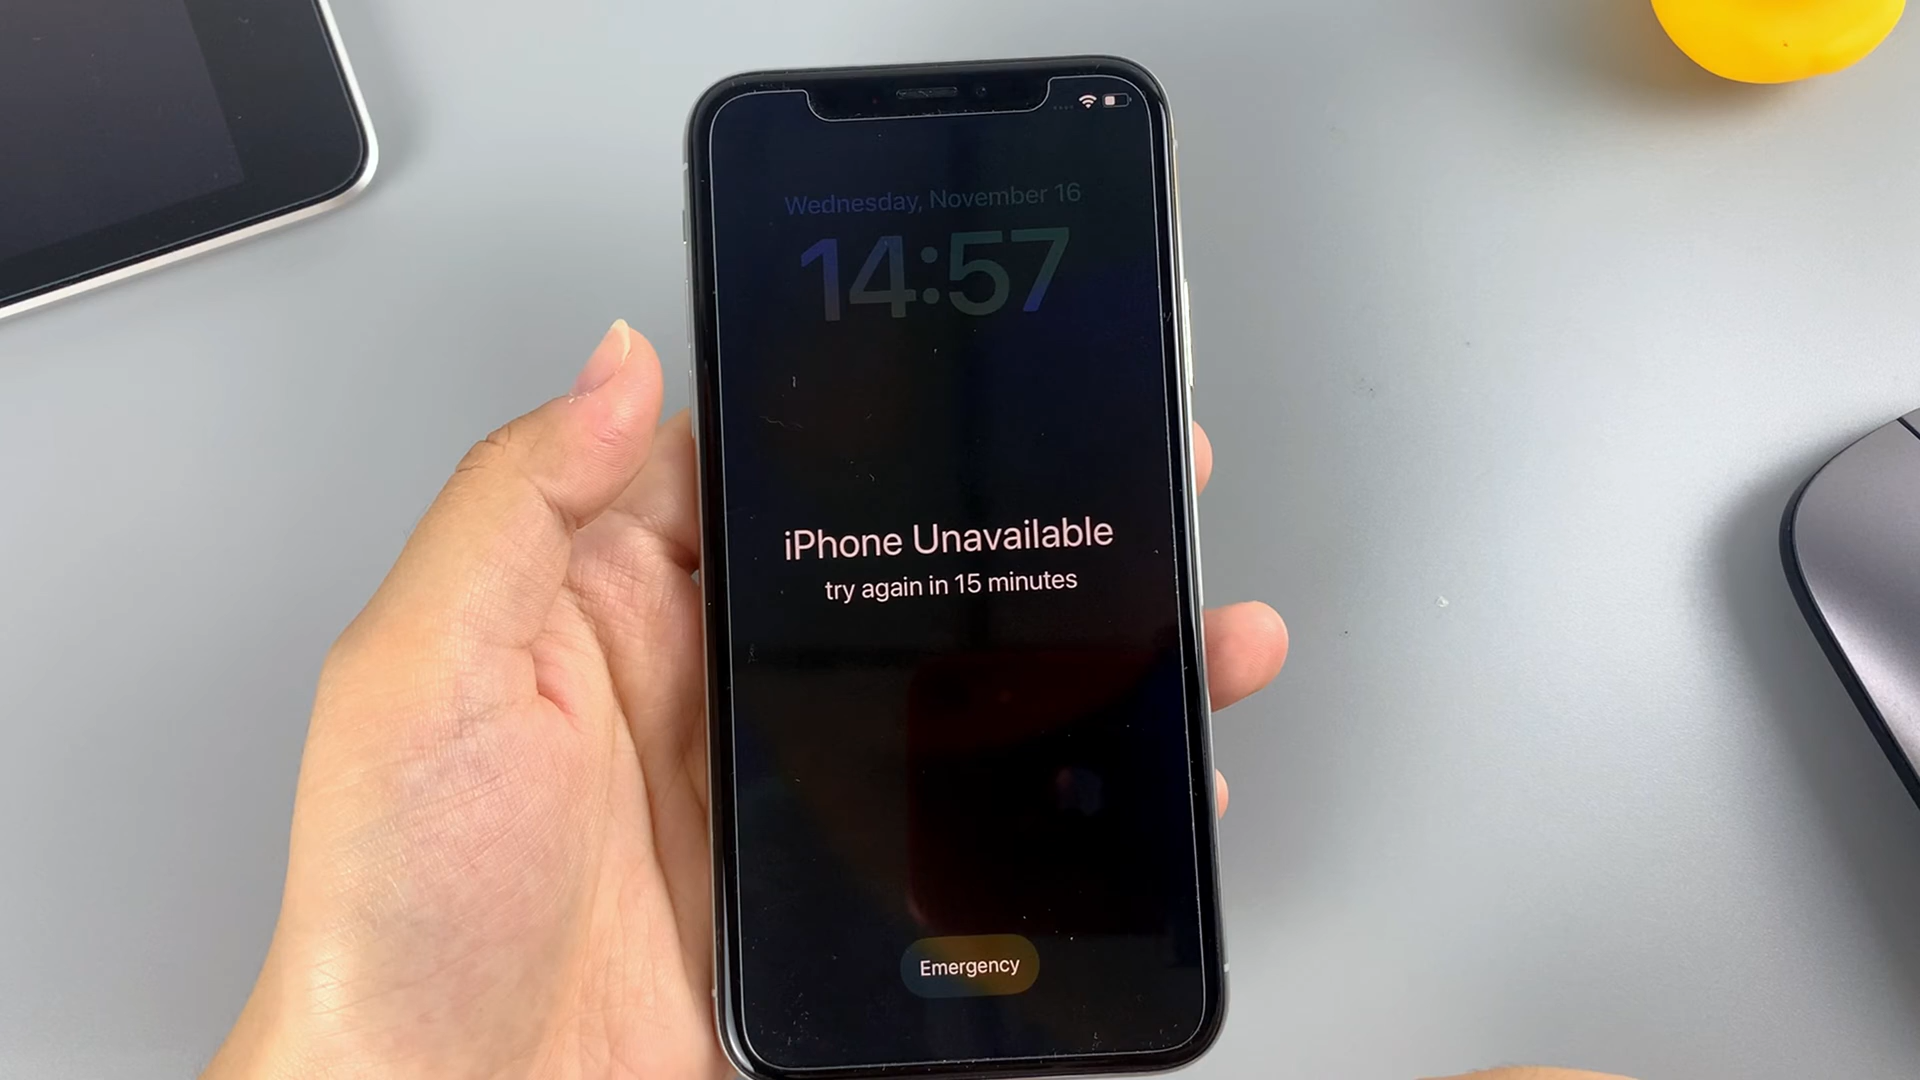 Wednesday, November 16
14:57
iPhone Unavailable
try again in 15 minutes
Emergency